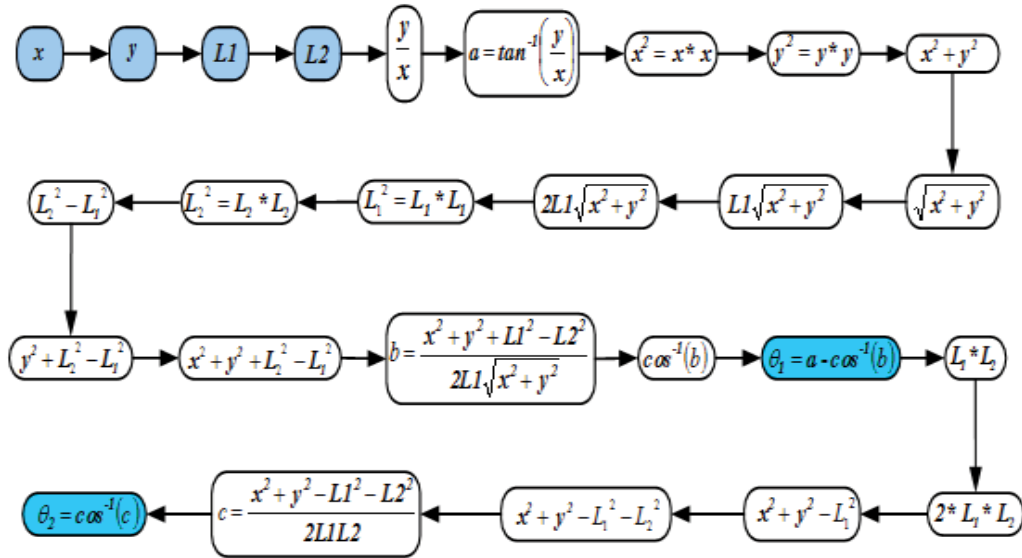 x
y
L1
L2
y/x
a = tan⁻¹(y/x)
x² = x* x
y² = y* y
x² + y²
√(x² + y²)
L1√(x² + y²)
2L1√(x² + y²)
L₁² = L₁ * L₁
L₂² = L₂ * L₂
L₂² − L₁²
y² + L₂² − L₁²
x² + y² + L₂² − L₁²
b = (x² + y² + L1² − L2²)/(2L1√(x² + y²))
cos⁻¹(b)
θ₁ = a - cos⁻¹(b)
L₁* L₂
2* L₁ * L₂
x² + y² − L₁²
x² + y² − L₁² − L₂²
c = (x² + y² − L1² − L2²)/(2L1L2)
θ₂ = cos⁻¹(c)